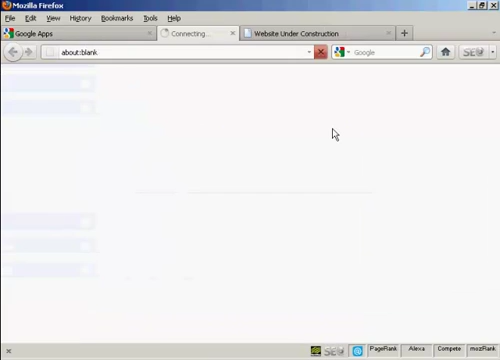 Mozilla Firefox
File Edit View History Bookmarks Tools Help
Google Apps Connecting... Website Under Construction
about:blank Google SEO
SEO PageRank Alexa Compete mozRank